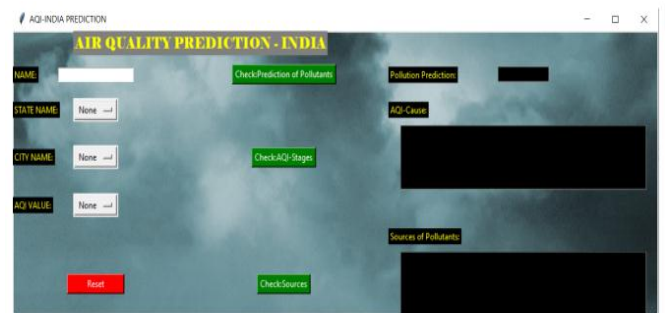 AQI-INDIA PREDICTION
AIR QUALITY PREDICTION - INDIA
NAME:
Check:Prediction of Pollutants
Pollution Prediction:
STATE NAME:
None
AQI-Cause:
CITY NAME:
None
Check:AQI-Stages
AQI VALUE:
None
Sources of Pollutants:
Reset
Check:Sources